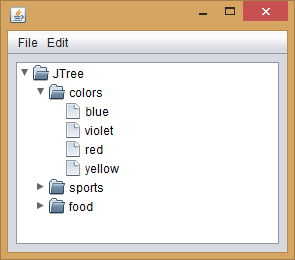 File Edit
JTree
colors
blue
violet
red
yellow
sports
food